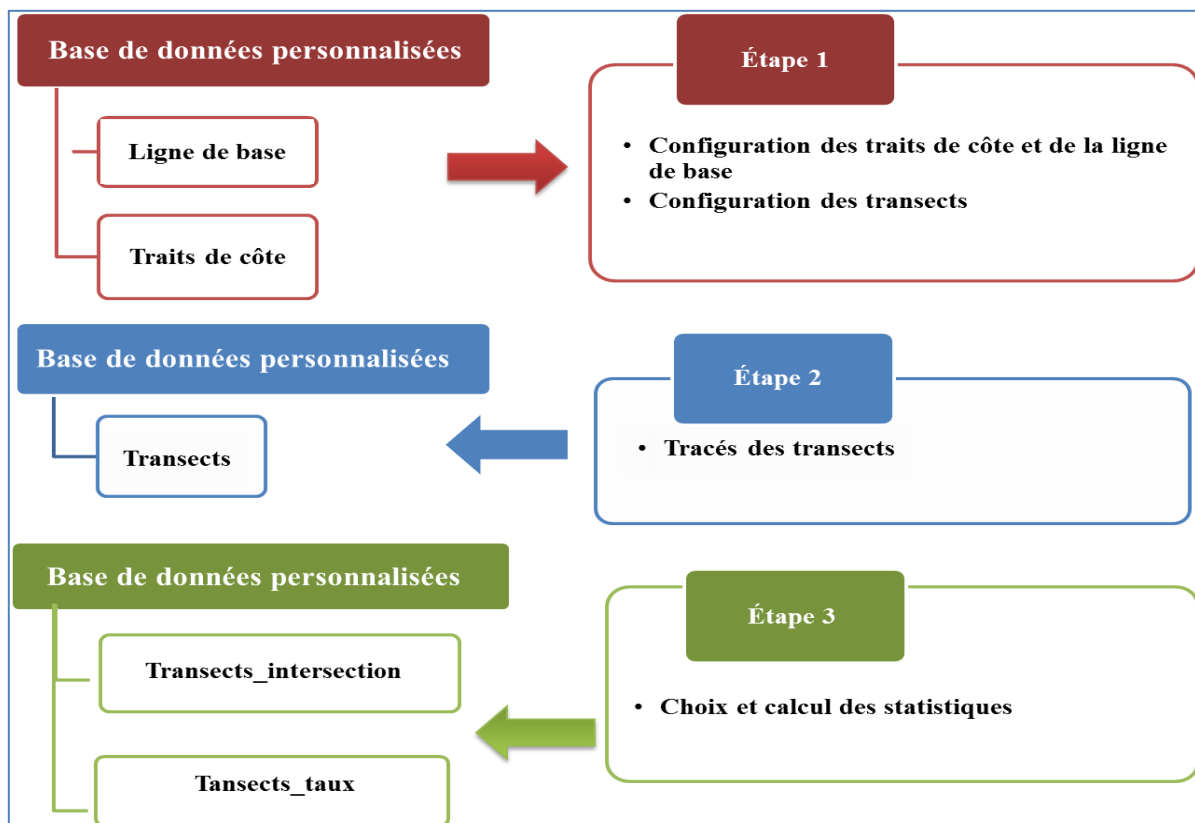 Base de données personnalisées
Ligne de base
Traits de côte
Étape 1
• Configuration des traits de côte et de la ligne
de base
• Configuration des transects
Base de données personnalisées
Transects
Étape 2
• Tracés des transects
Base de données personnalisées
Transects_intersection
Tansects_taux
Étape 3
• Choix et calcul des statistiques